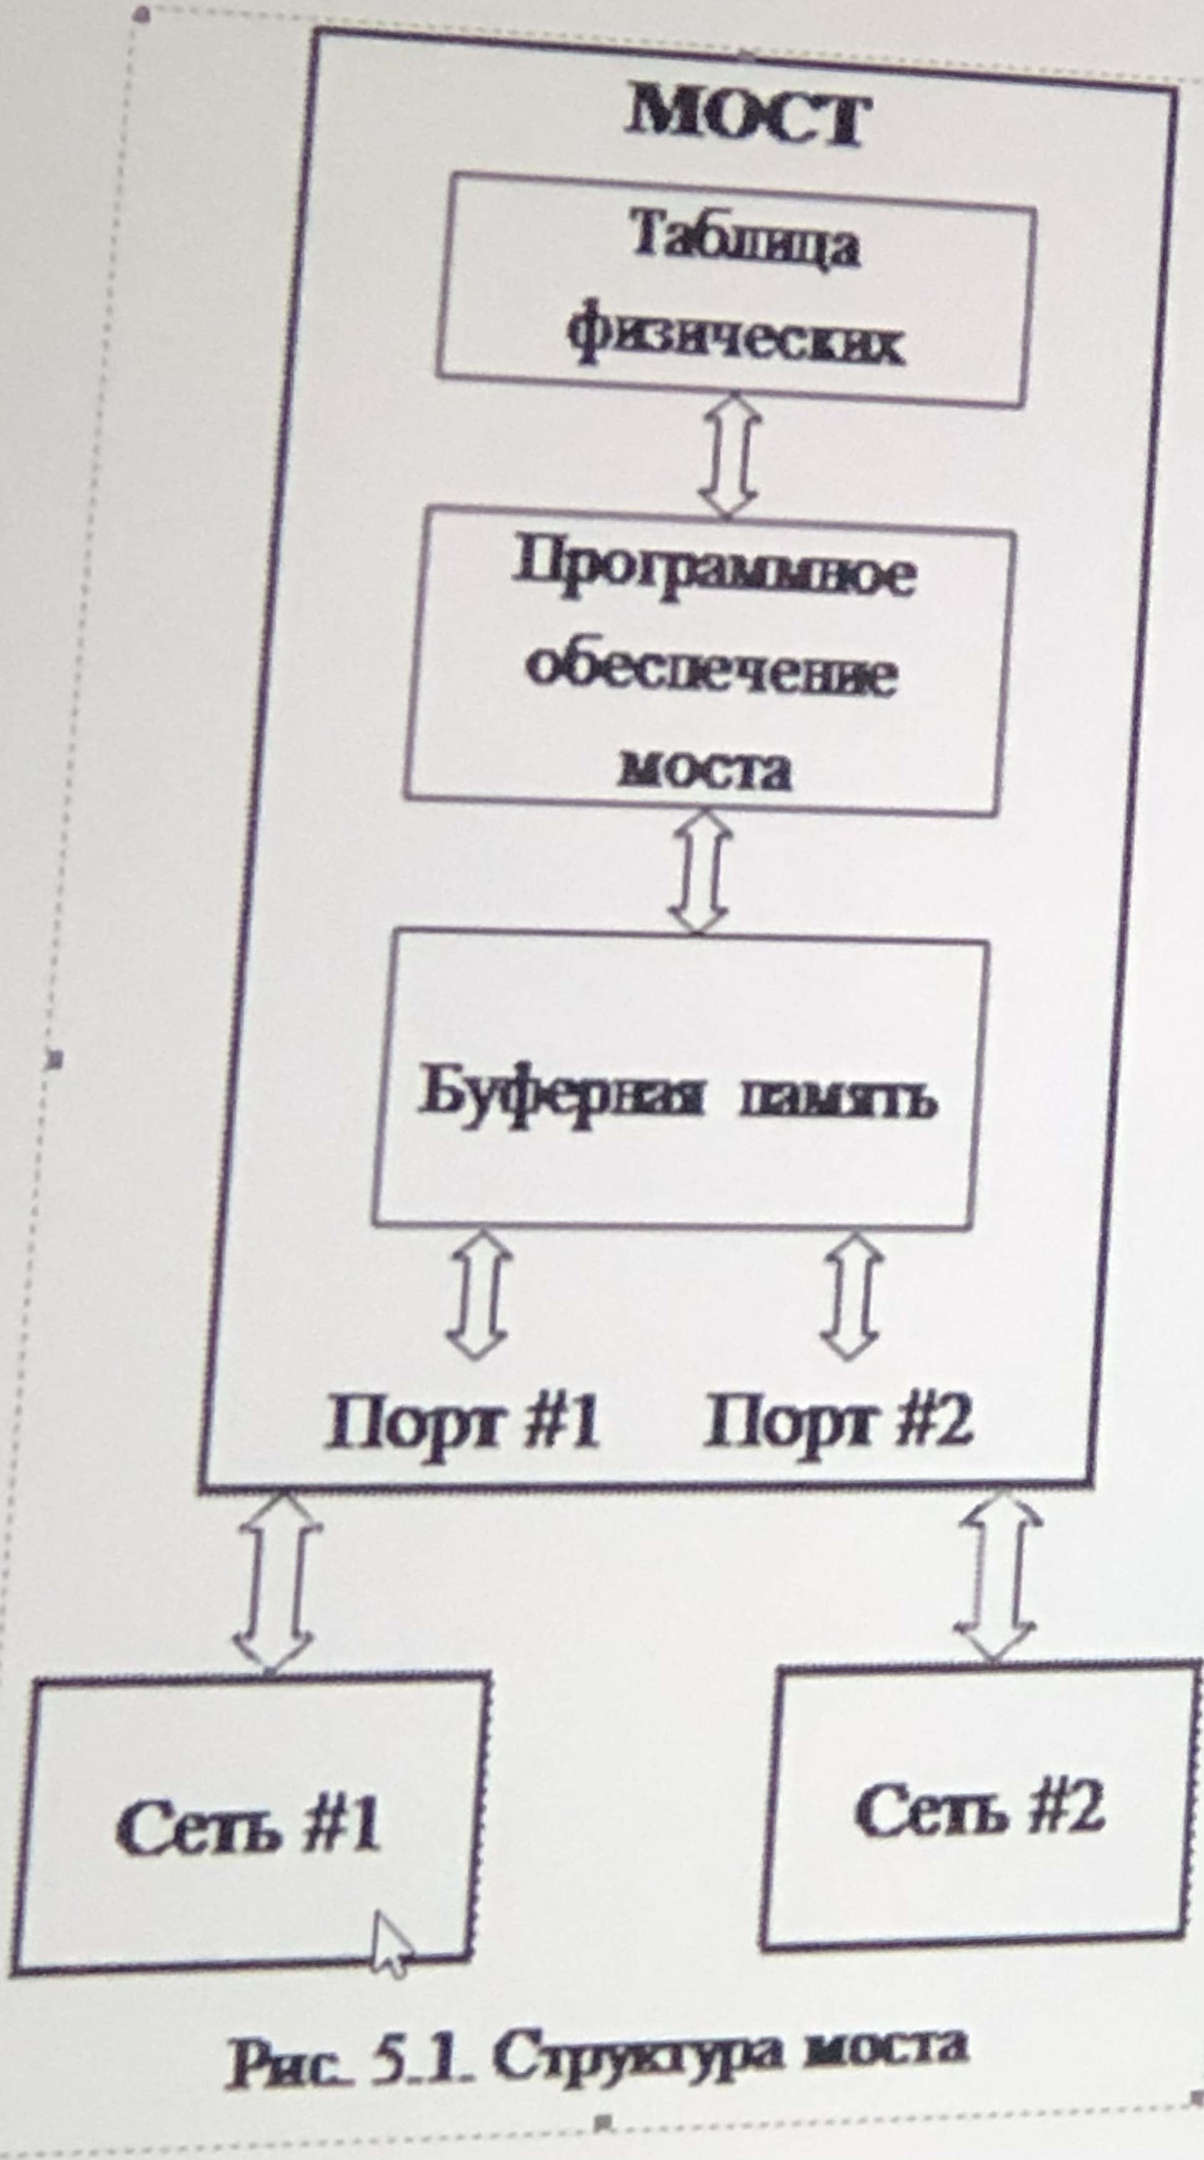 МОСТ
Таблица
физических
Программное
обеспечение
моста
Буферная память
Порт #1 Порт #2
Сеть #1 Сеть #2
Рис. 5.1. Структура моста